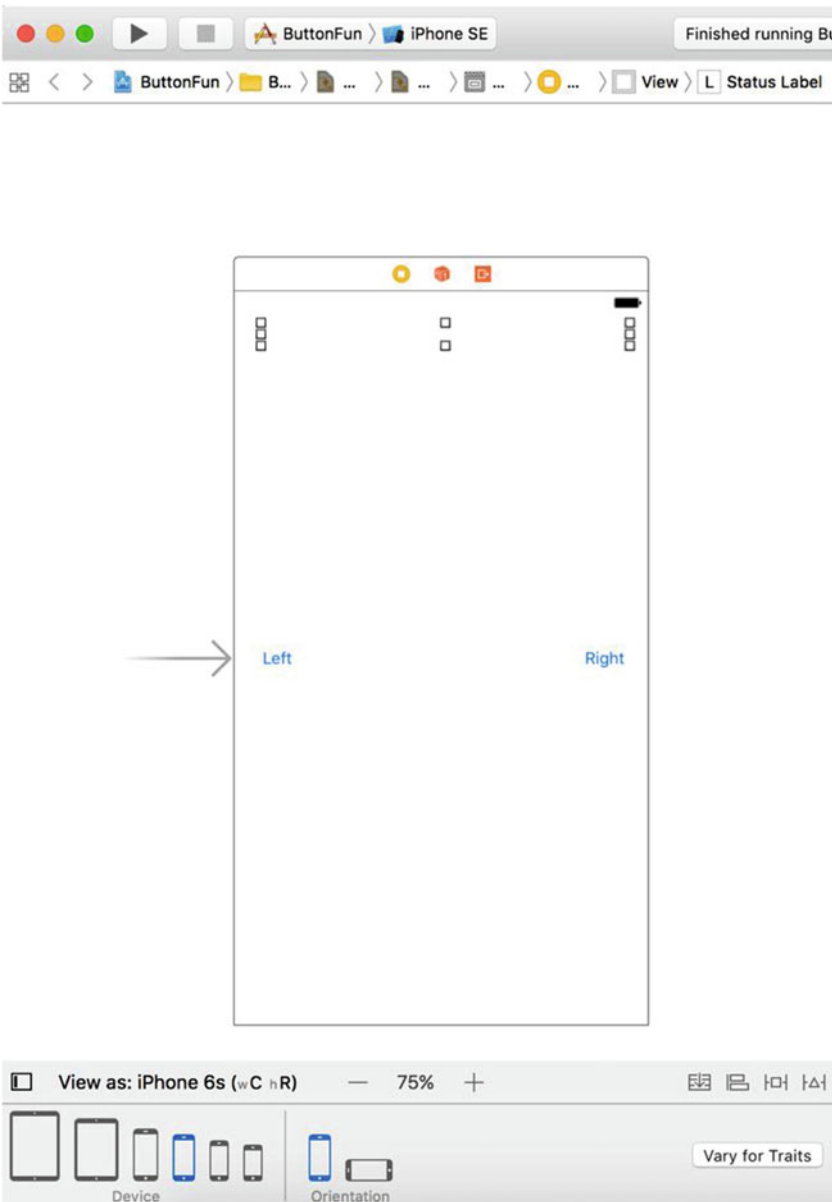 ButtonFun 〉 iPhone SE
Finished running Bu
ButtonFun 〉 B... 〉 ... 〉 ... 〉 ... 〉 ... 〉 View 〉 L Status Label
Left
Right
View as: iPhone 6s (wC hR)
— 75% +
Vary for Traits
Device
Orientation